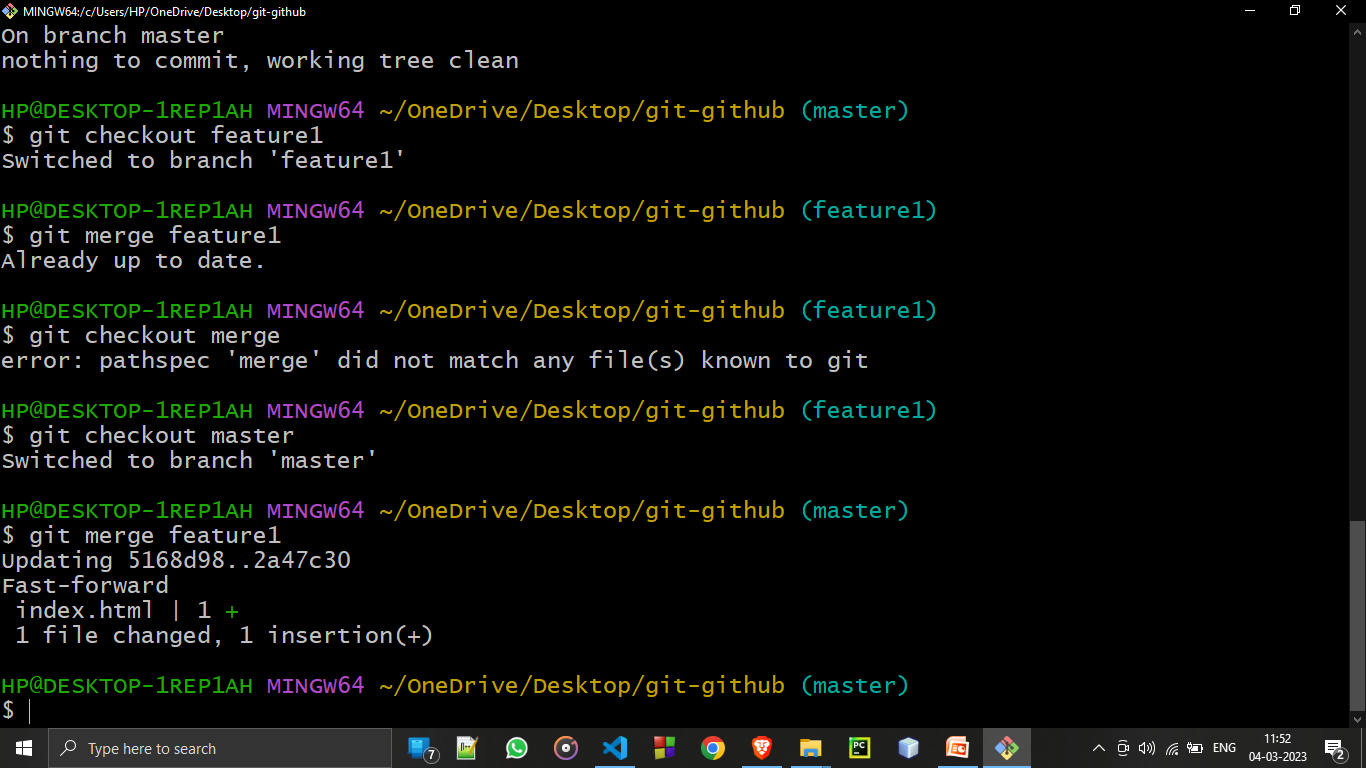 MINGW64:/c/Users/HP/OneDrive/Desktop/git-github
On branch master
nothing to commit, working tree clean
HP@DESKTOP-1REP1AH MINGW64 ~/OneDrive/Desktop/git-github (master)
$ git checkout feature1
Switched to branch 'feature1'
HP@DESKTOP-1REP1AH MINGW64 ~/OneDrive/Desktop/git-github (feature1)
$ git merge feature1
Already up to date.
HP@DESKTOP-1REP1AH MINGW64 ~/OneDrive/Desktop/git-github (feature1)
$ git checkout merge
error: pathspec 'merge' did not match any file(s) known to git
HP@DESKTOP-1REP1AH MINGW64 ~/OneDrive/Desktop/git-github (feature1)
$ git checkout master
Switched to branch 'master'
HP@DESKTOP-1REP1AH MINGW64 ~/OneDrive/Desktop/git-github (master)
$ git merge feature1
Updating 5168d98..2a47c30
Fast-forward
 index.html | 1 +
 1 file changed, 1 insertion(+)
HP@DESKTOP-1REP1AH MINGW64 ~/OneDrive/Desktop/git-github (master)
$
Type here to search
7
PC
ENG
11:52
04-03-2023
2